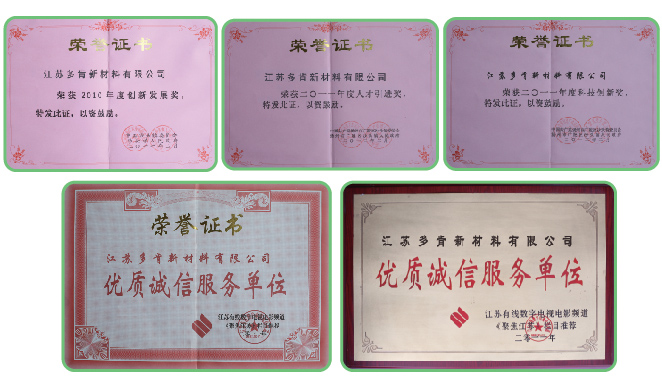 荣誉证书
江苏多肯新材料有限公司
荣获2010年度创新发展奖,
特发此证,以资鼓励。
荣誉证书
江苏多肯新材料有限公司
荣获二〇一一年度人才引进奖,
特发此证,以资鼓励。
荣誉证书
江苏多肯新材料有限公司
荣获二〇一一年度科技创新奖,
特发此证,以资鼓励。
荣誉证书
江苏多肯新材料有限公司
优质诚信服务单位
江苏有线数字电视电影频道
《聚焦江苏》栏目推荐
江苏多肯新材料有限公司
优质诚信服务单位
江苏有线数字电视电影频道
《聚焦江苏》栏目推荐
二〇一一年